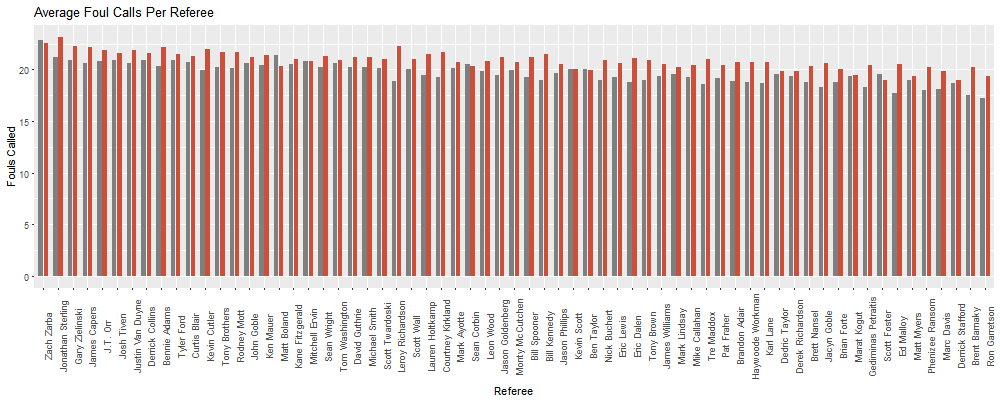 Average Foul Calls Per Referee
Fouls Called
20
15
10
5
0
Zach Zarba
Jonathan Sterling
Gary Zielinski
James Capers
J.T. Orr
Josh Tiven
Justin Van Duyne
Derrick Collins
Bennie Adams
Tyler Ford
Curtis Blair
Kevin Cutler
Tony Brothers
Rodney Mott
John Goble
Ken Mauer
Matt Boland
Kane Fitzgerald
Mitchell Ervin
Sean Wright
Tom Washington
David Guthrie
Michael Smith
Scott Twardoski
Leroy Richardson
Scott Wall
Lauren Holtkamp
Courtney Kirkland
Mark Ayotte
Sean Corbin
Leon Wood
Jason Goldenberg
Monty McCutchen
Bill Spooner
Bill Kennedy
Jason Phillips
Kevin Scott
Ben Taylor
Nick Buchert
Eric Lewis
Eric Dalen
Tony Brown
James Williams
Mark Lindsay
Mike Callahan
Tre Maddox
Pat Fraher
Brandon Adair
Haywoode Workman
Karl Lane
Dedric Taylor
Derek Richardson
Brett Nansel
Jacyn Goble
Brian Forte
Marat Kogut
Gediminas Petraitis
Scott Foster
Ed Malloy
Matt Myers
Phenizee Ransom
Marc Davis
Derrick Stafford
Brent Barnaky
Ron Garretson
Referee